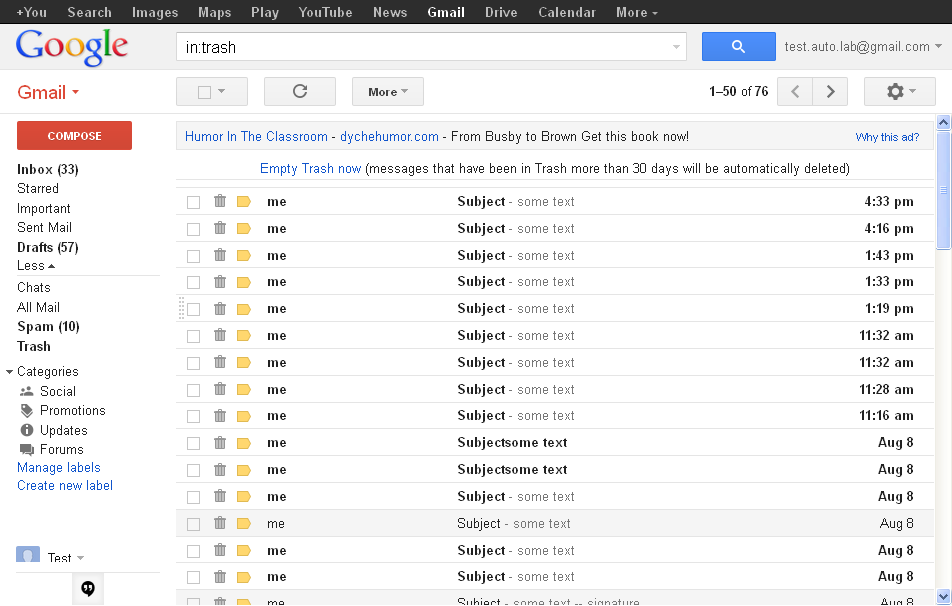 +You Search Images Maps Play YouTube News Gmail Drive Calendar More
Google in:trash test.auto.lab@gmail.com
Gmail More 1–50 of 76
COMPOSE
Humor In The Classroom - dychehumor.com - From Busby to Brown Get this book now! Why this ad?
Empty Trash now (messages that have been in Trash more than 30 days will be automatically deleted)
Inbox (33)
Starred
Important
Sent Mail
Drafts (57)
Less
Chats
All Mail
Spam (10)
Trash
Categories
Social
Promotions
Updates
Forums
Manage labels
Create new label
Test
me Subject - some text 4:33 pm
me Subject - some text 4:16 pm
me Subject - some text 1:43 pm
me Subject - some text 1:33 pm
me Subject - some text 1:19 pm
me Subject - some text 11:32 am
me Subject - some text 11:32 am
me Subject - some text 11:28 am
me Subject - some text 11:16 am
me Subjectsome text Aug 8
me Subjectsome text Aug 8
me Subject - some text Aug 8
me Subject - some text Aug 8
me Subject - some text Aug 8
me Subject - some text Aug 8
me Subject - some text -- signature Aug 8